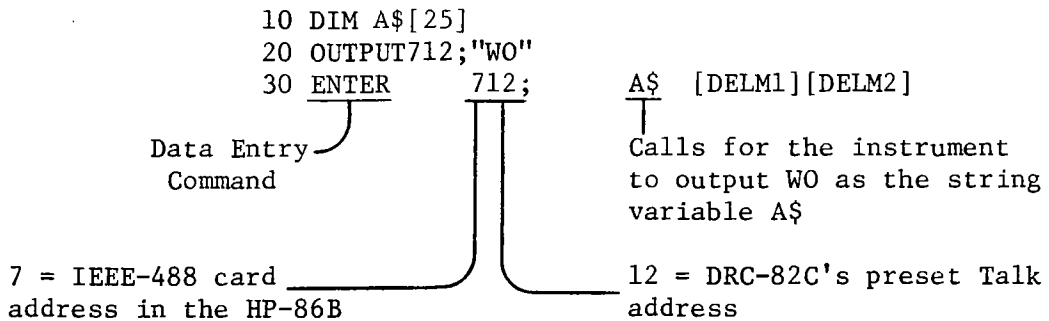 10 DIM A$[25]
20 OUTPUT712;"WO"
30 ENTER 712; A$ [DELM1][DELM2]
Data Entry
Command
Calls for the instrument
to output WO as the string
variable A$
7 = IEEE-488 card
address in the HP-86B
12 = DRC-82C's preset Talk
address